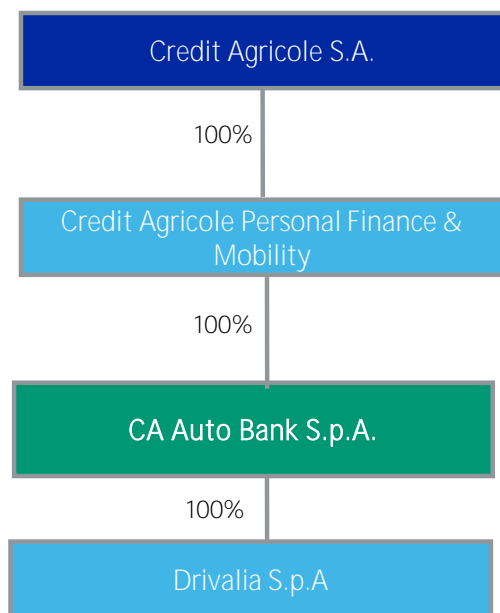 Credit Agricole S.A.
100%
Credit Agricole Personal Finance &
Mobility
100%
CA Auto Bank S.p.A.
100%
Drivalia S.p.A